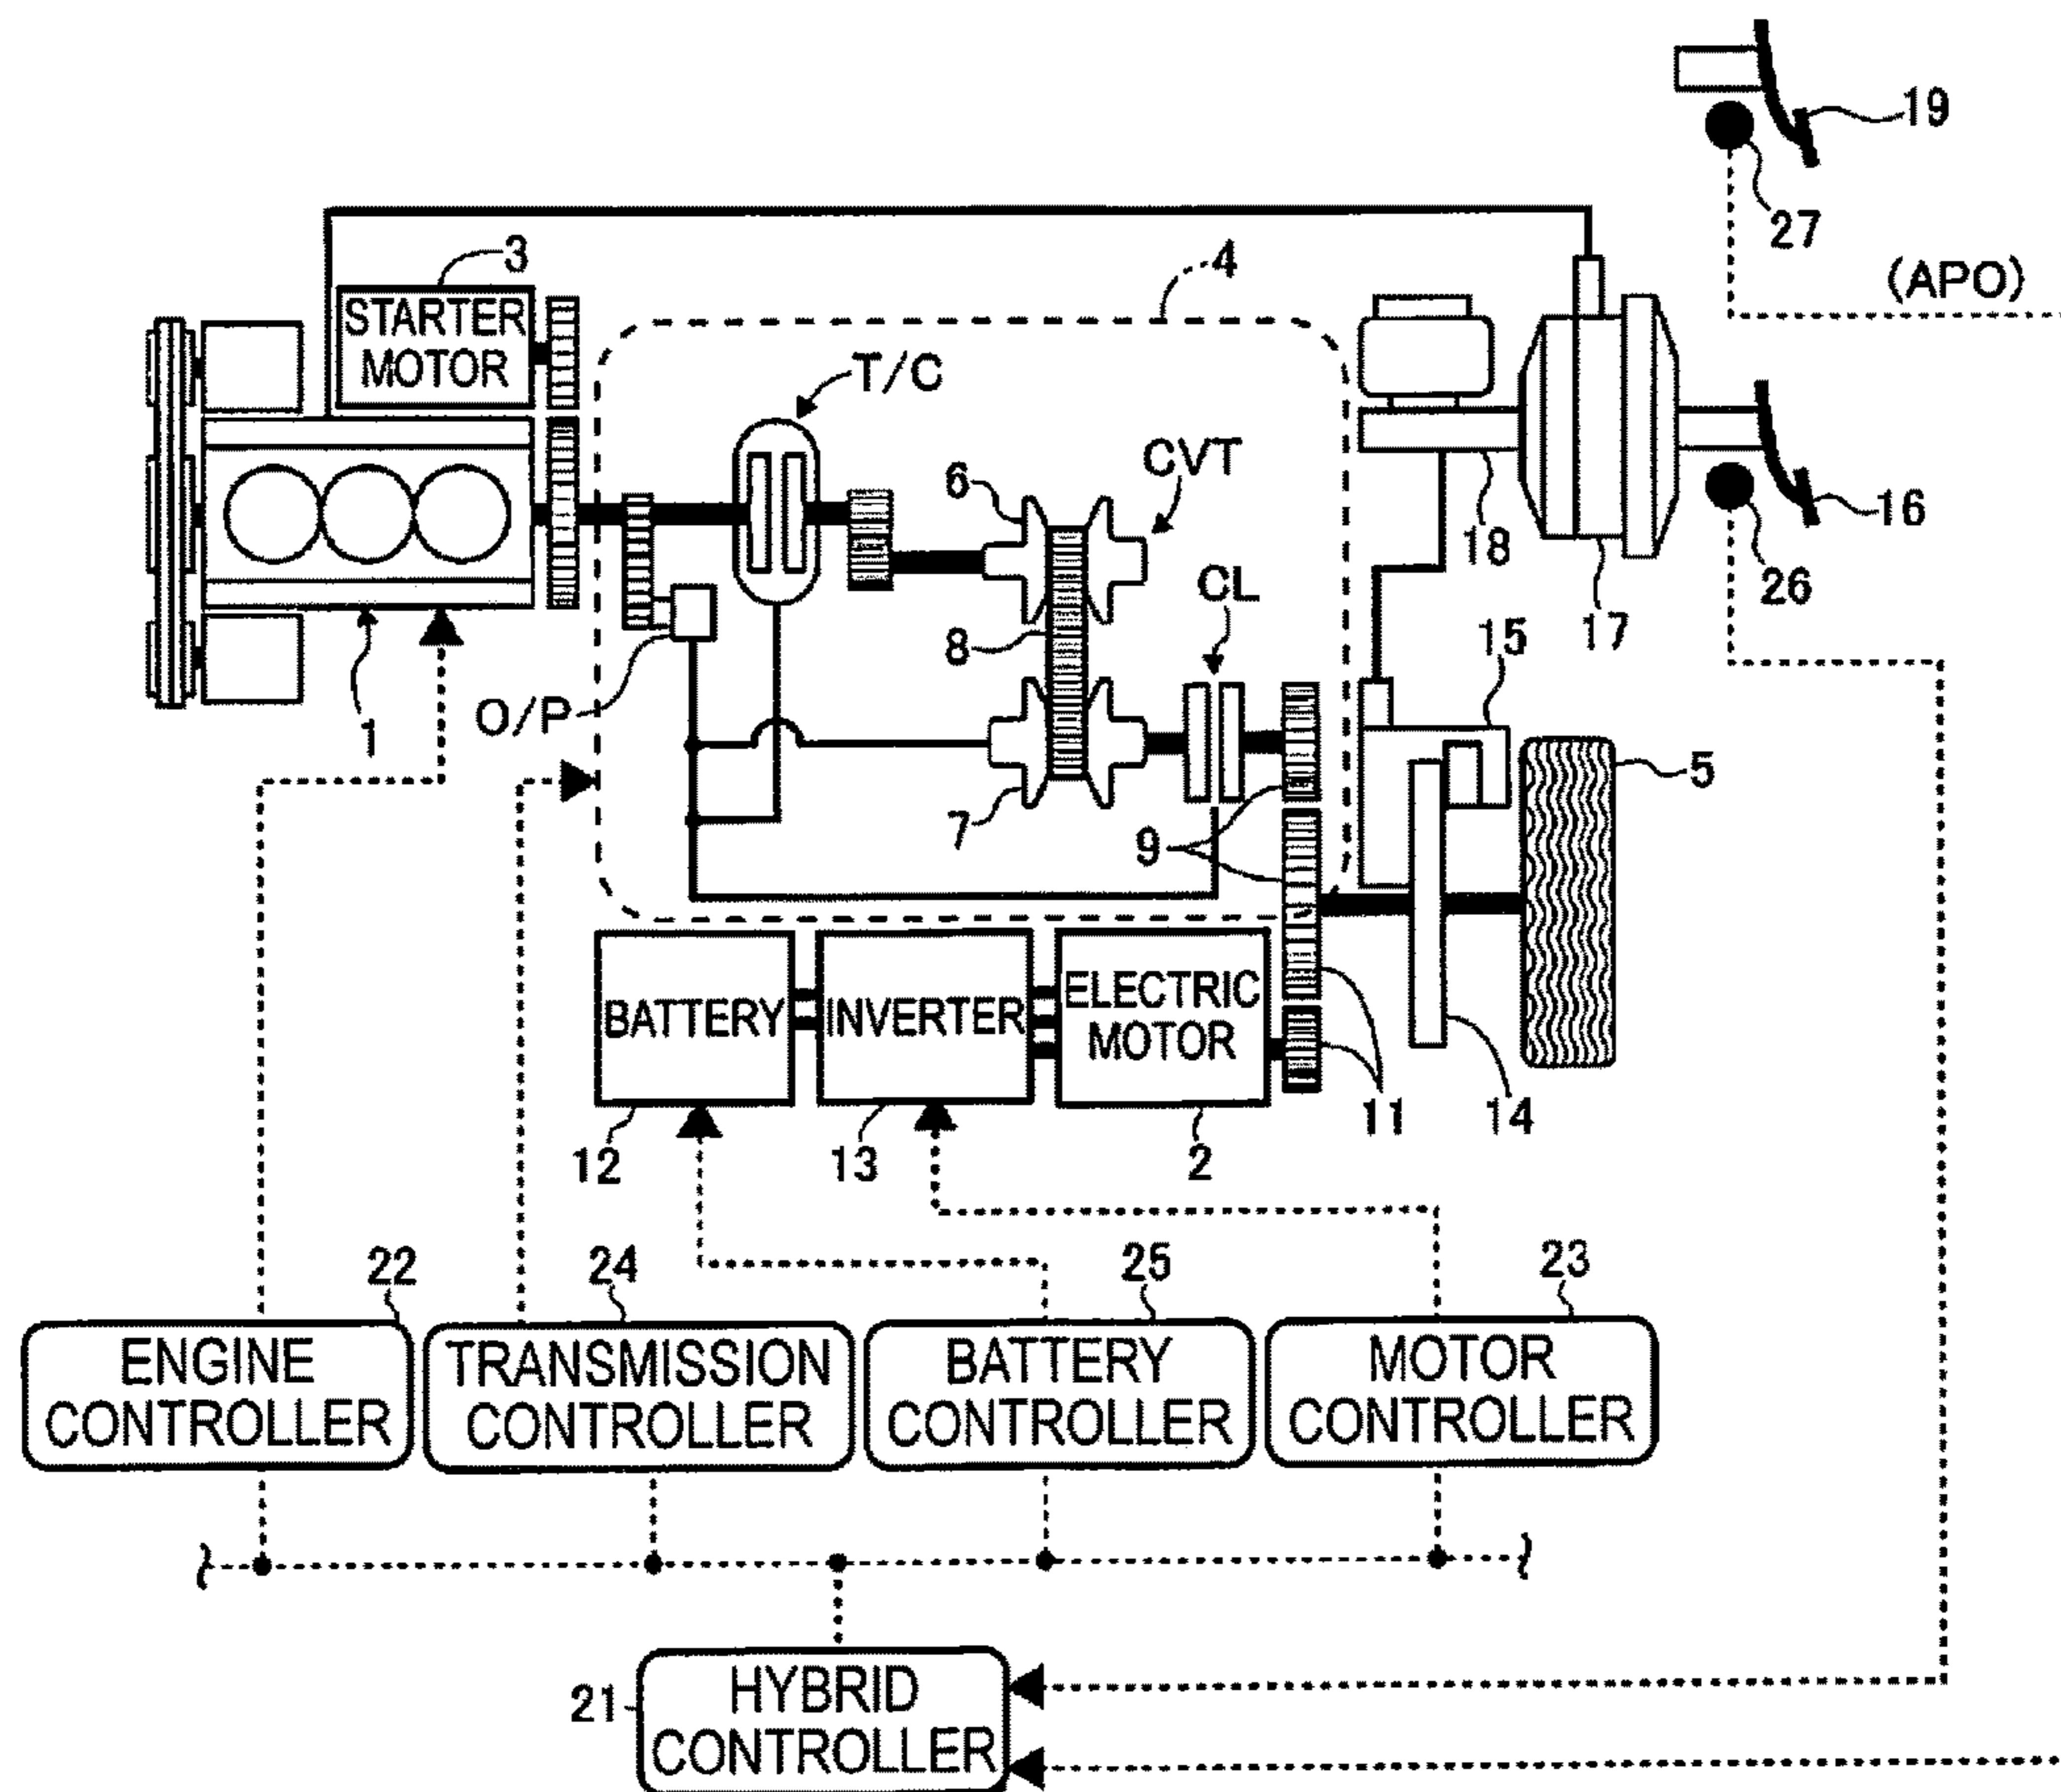 19
27
(APO)
3
STARTER
MOTOR
4
T/C
CVT
6
16
26
18
17
CL
8
15
O/P
1
5
7
9
BATTERY
INVERTER
ELECTRIC
MOTOR
12
13
2
11
14
22
24
25
23
ENGINE
CONTROLLER
TRANSMISSION
CONTROLLER
BATTERY
CONTROLLER
MOTOR
CONTROLLER
21
HYBRID
CONTROLLER